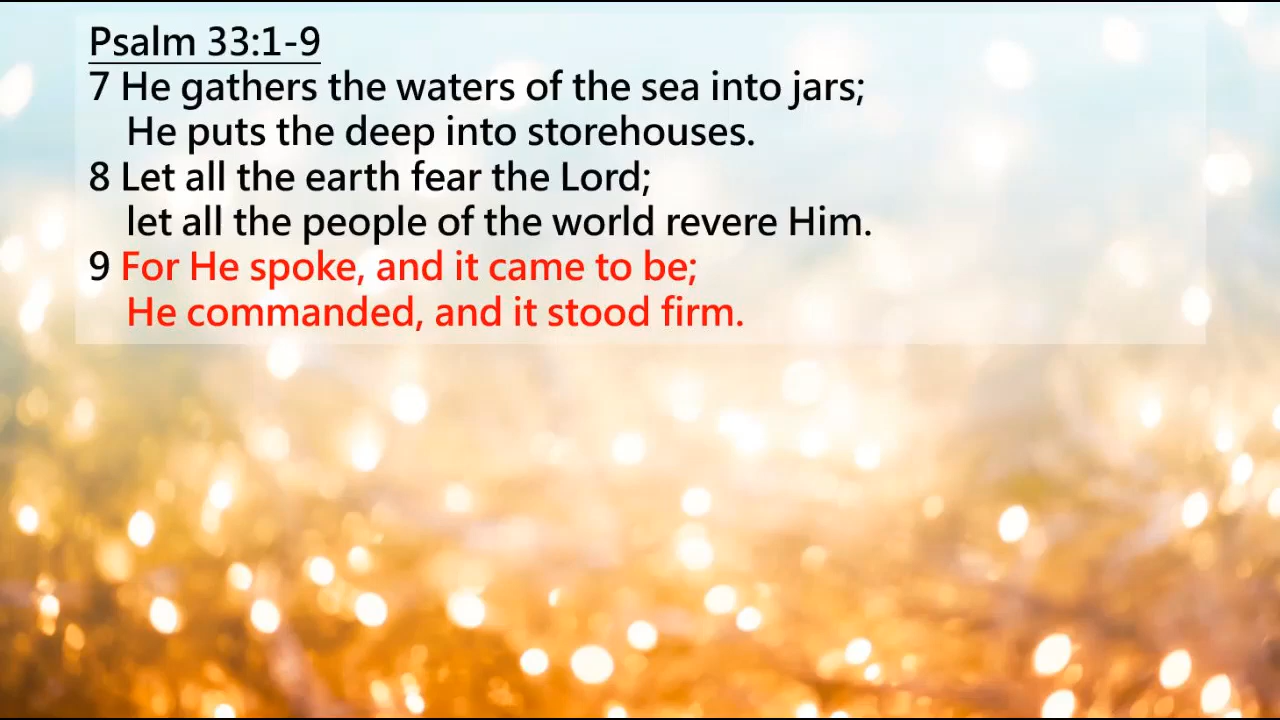 Psalm 33:1-9
7 He gathers the waters of the sea into jars;
He puts the deep into storehouses.
8 Let all the earth fear the Lord;
let all the people of the world revere Him.
9 For He spoke, and it came to be;
He commanded, and it stood firm.